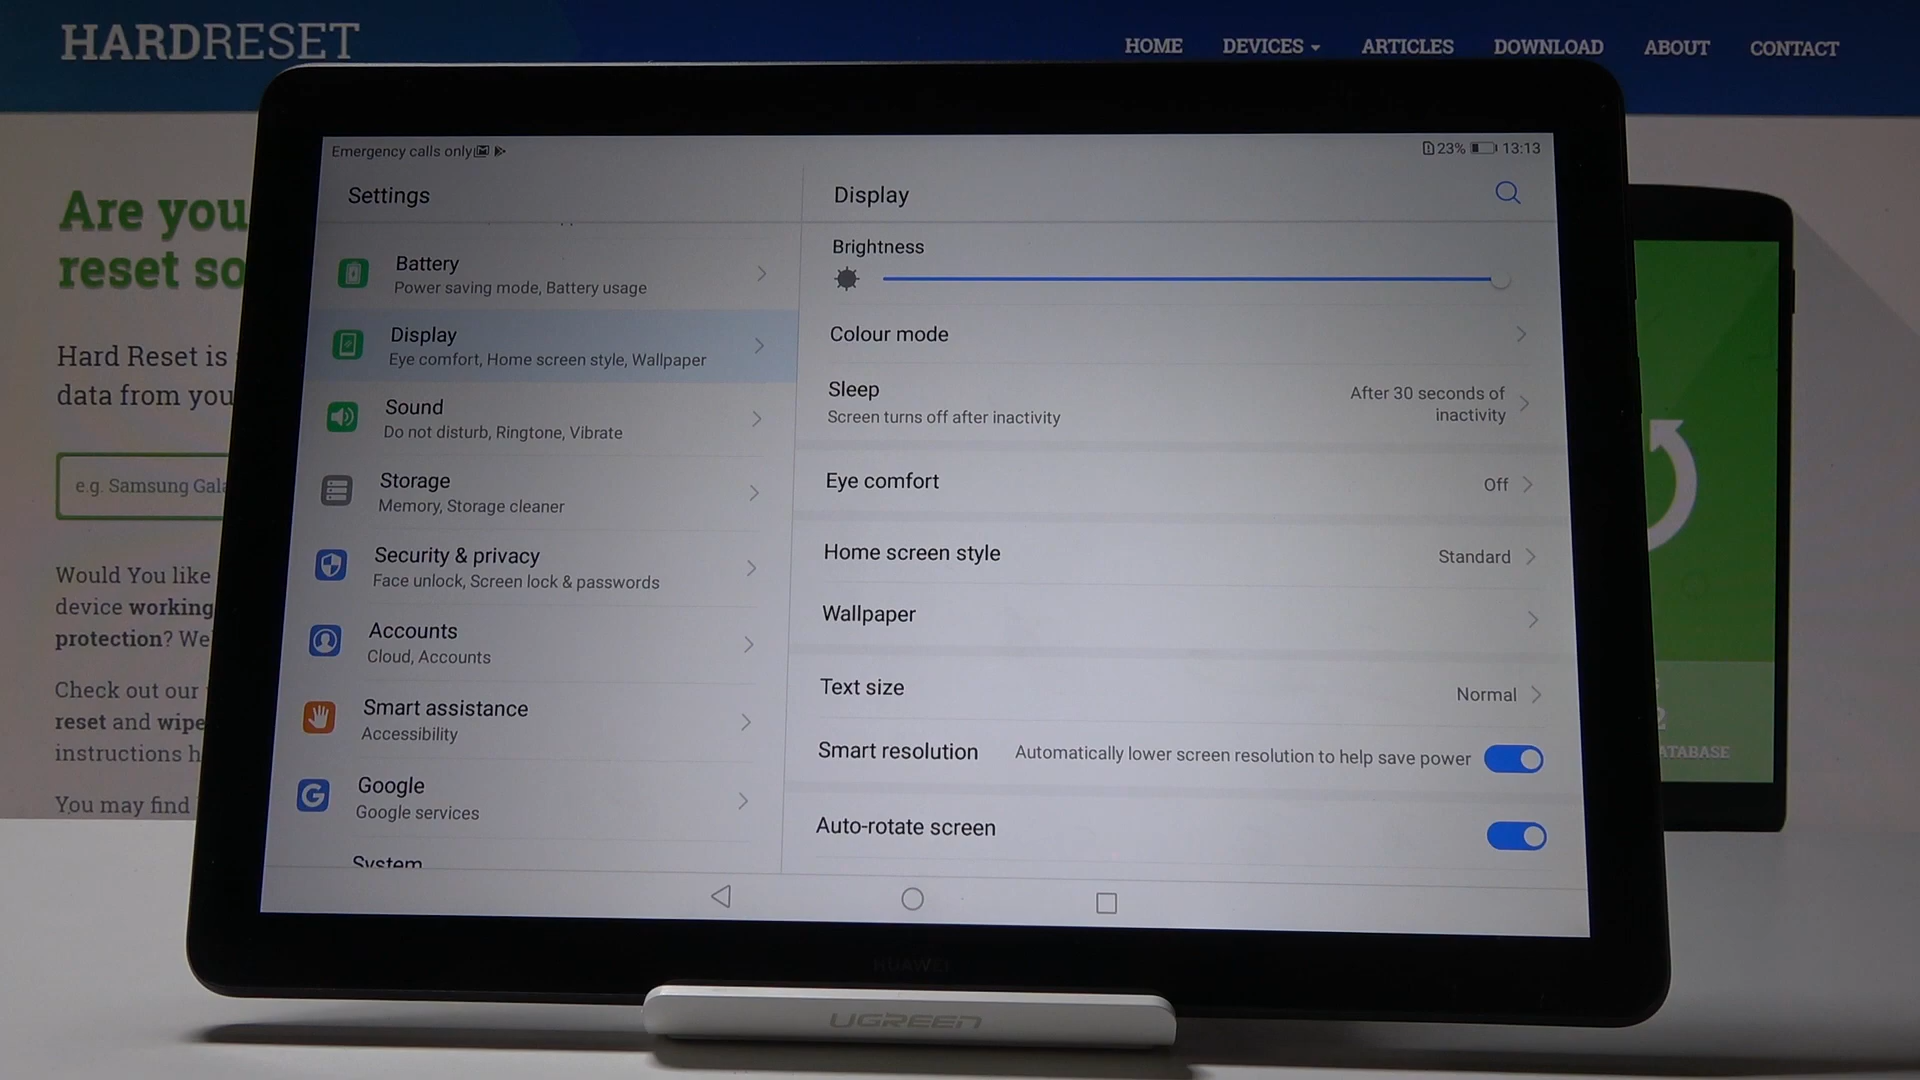 HARDRESET
HOME DEVICES ARTICLES DOWNLOAD ABOUT CONTACT
Are you
reset so
Hard Reset is
data from you
e.g. Samsung Gala
Would You like
device working
protection? We
Check out our
reset and wipe
instructions h
You may find
Emergency calls only
23% 13:13
Settings
Battery
Power saving mode, Battery usage
Display
Eye comfort, Home screen style, Wallpaper
Sound
Do not disturb, Ringtone, Vibrate
Storage
Memory, Storage cleaner
Security & privacy
Face unlock, Screen lock & passwords
Accounts
Cloud, Accounts
Smart assistance
Accessibility
Google
Google services
System
Display
Brightness
Colour mode
Sleep
Screen turns off after inactivity
After 30 seconds of
inactivity
Eye comfort
Off
Home screen style
Standard
Wallpaper
Text size
Normal
Smart resolution
Automatically lower screen resolution to help save power
Auto-rotate screen
ATABASE
HUAWEI
UGREEN